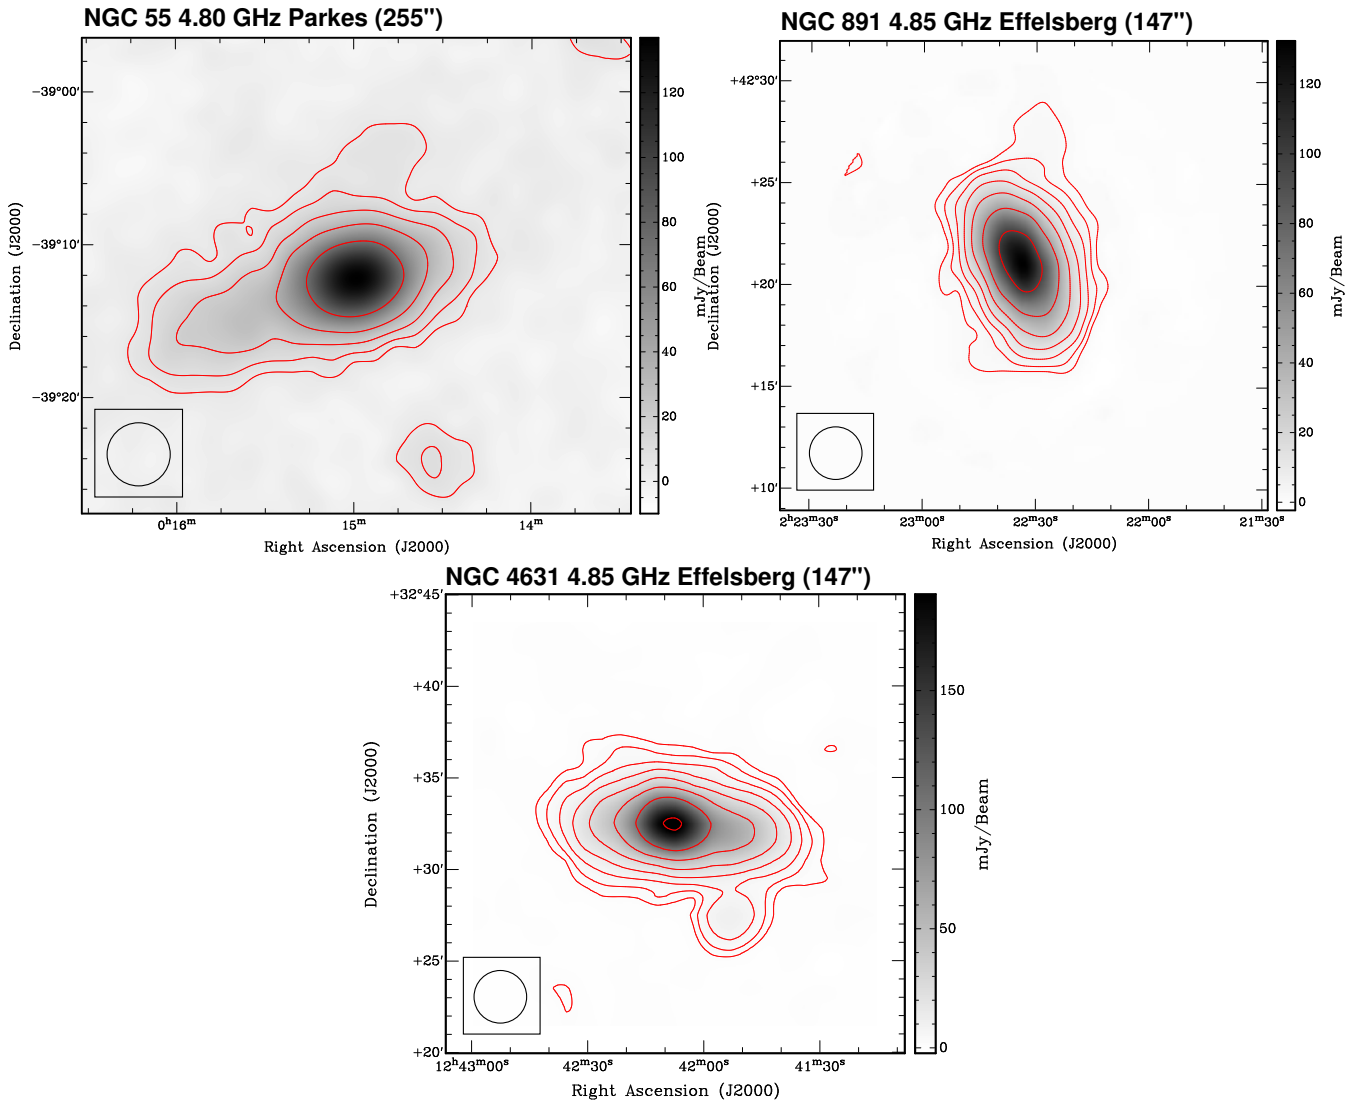 NGC 55 4.80 GHz Parkes (255")
−39°00′
−39°10′
−39°20′
Declination (J2000)
0ʰ16ᵐ
15ᵐ
14ᵐ
Right Ascension (J2000)
120
100
80
60
40
20
0
mJy/Beam
NGC 891 4.85 GHz Effelsberg (147")
+42°30′
+25′
+20′
+15′
+10′
Declination (J2000)
2ʰ23ᵐ30ˢ
23ᵐ00ˢ
22ᵐ30ˢ
22ᵐ00ˢ
21ᵐ30ˢ
Right Ascension (J2000)
120
100
80
60
40
20
0
mJy/Beam
NGC 4631 4.85 GHz Effelsberg (147")
+32°45′
+40′
+35′
+30′
+25′
+20′
Declination (J2000)
12ʰ43ᵐ00ˢ
42ᵐ30ˢ
42ᵐ00ˢ
41ᵐ30ˢ
Right Ascension (J2000)
150
100
50
0
mJy/Beam